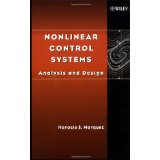 WILEY
NONLINEAR CONTROL
SYSTEMS
Analysis and Design
Horacio J. Marquez